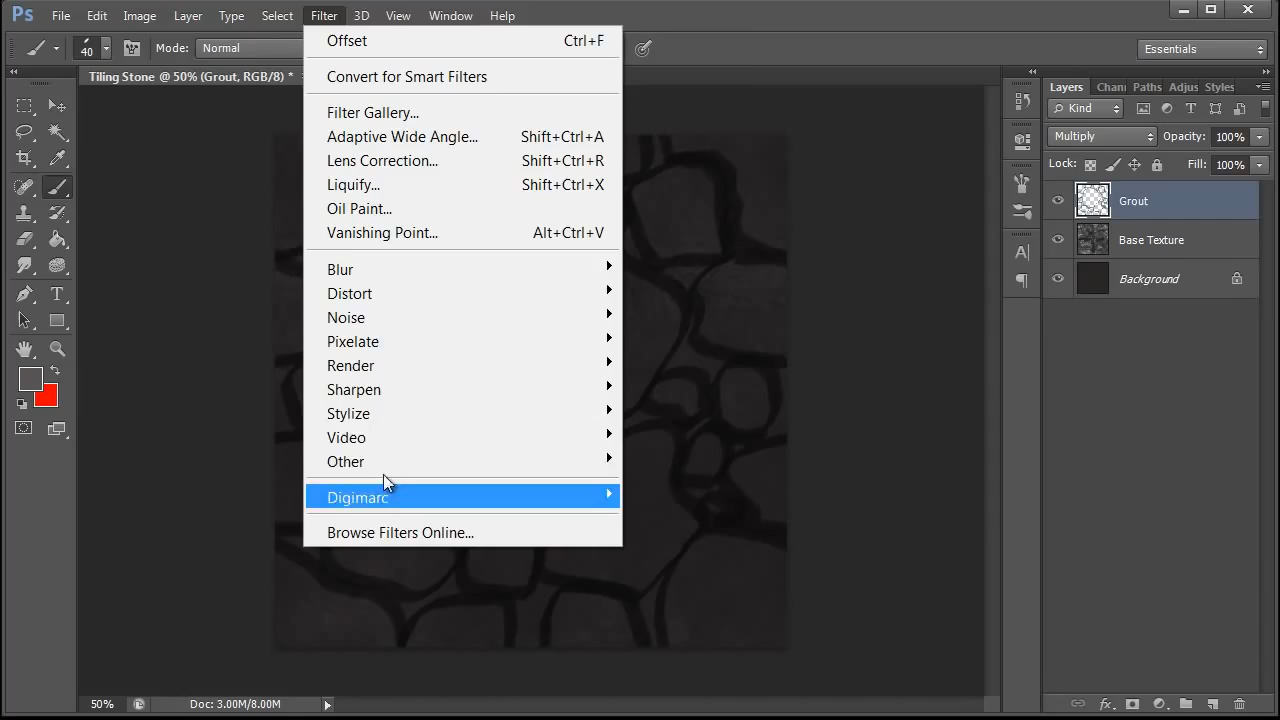 Ps File Edit Image Layer Type Select Filter 3D View Window Help
40 Mode: Normal Essentials
Tiling Stone @ 50% (Grout, RGB/8) *
Offset Ctrl+F
Convert for Smart Filters
Filter Gallery...
Adaptive Wide Angle... Shift+Ctrl+A
Lens Correction... Shift+Ctrl+R
Liquify... Shift+Ctrl+X
Oil Paint...
Vanishing Point... Alt+Ctrl+V
Blur
Distort
Noise
Pixelate
Render
Sharpen
Stylize
Video
Other
Digimarc
Browse Filters Online...
Layers Chann Paths Adjus Styles
Kind
Multiply Opacity: 100%
Lock: Fill: 100%
Grout
Base Texture
Background
50% Doc: 3.00M/8.00M